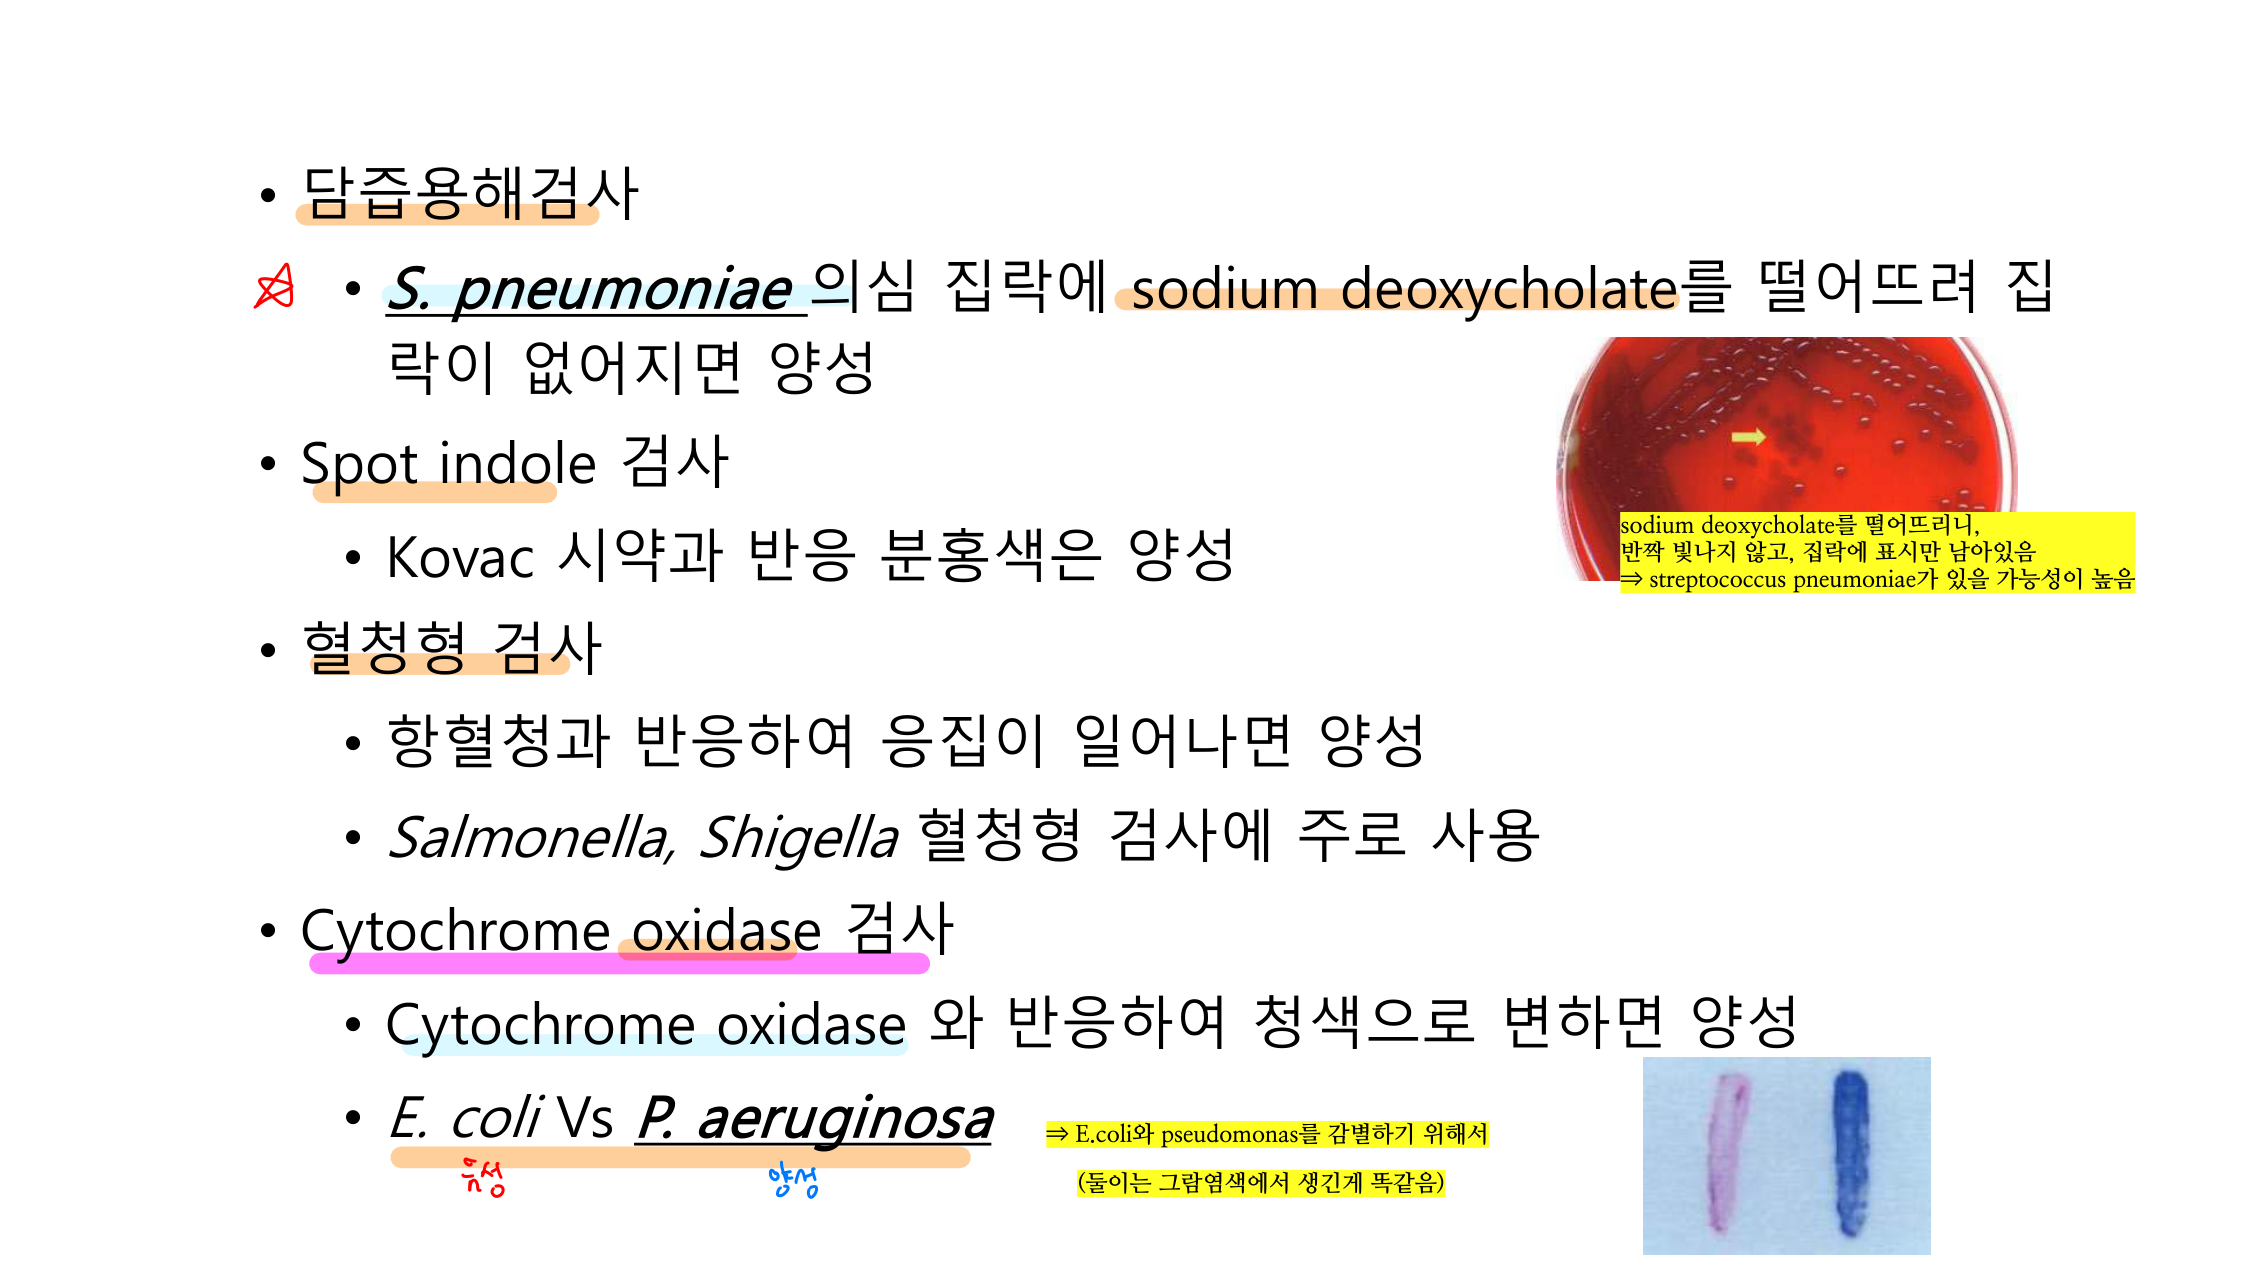 • 담즙용해검사
• S. pneumoniae 의심 집락에 sodium deoxycholate를 떨어뜨려 집
락이 없어지면 양성
• Spot indole 검사
sodium deoxycholate를 떨어뜨리니,
반짝 빛나지 않고, 집락에 표시만 남아있음
⇒ streptococcus pneumoniae가 있을 가능성이 높음
• Kovac 시약과 반응 분홍색은 양성
• 혈청형 검사
• 항혈청과 반응하여 응집이 일어나면 양성
• Salmonella, Shigella 혈청형 검사에 주로 사용
• Cytochrome oxidase 검사
• Cytochrome oxidase 와 반응하여 청색으로 변하면 양성
• E. coli Vs P. aeruginosa
⇒ E.coli와 pseudomonas를 감별하기 위해서
(둘이는 그람염색에서 생긴게 똑같음)
음성
양성